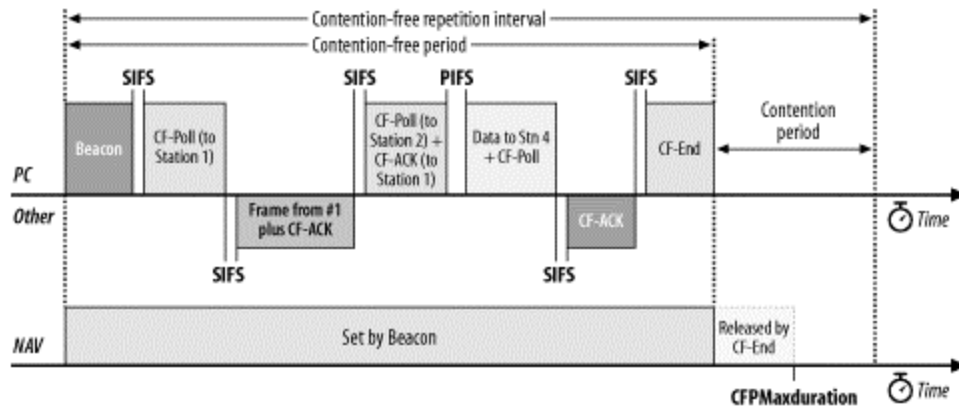 Contention-free repetition interval
Contention-free period
SIFS
SIFS
PIFS
SIFS
Beacon
CF-Poll (to
Station 1)
CF-Poll (to
Station 2) +
CF-ACK (to
Station 1)
Data to Stn 4
+ CF-Poll
CF-End
Contention
period
PC
Other
Frame from #1
plus CF-ACK
CF-ACK
Time
SIFS
SIFS
NAV
Set by Beacon
Released by
CF-End
CFPMaxduration
Time